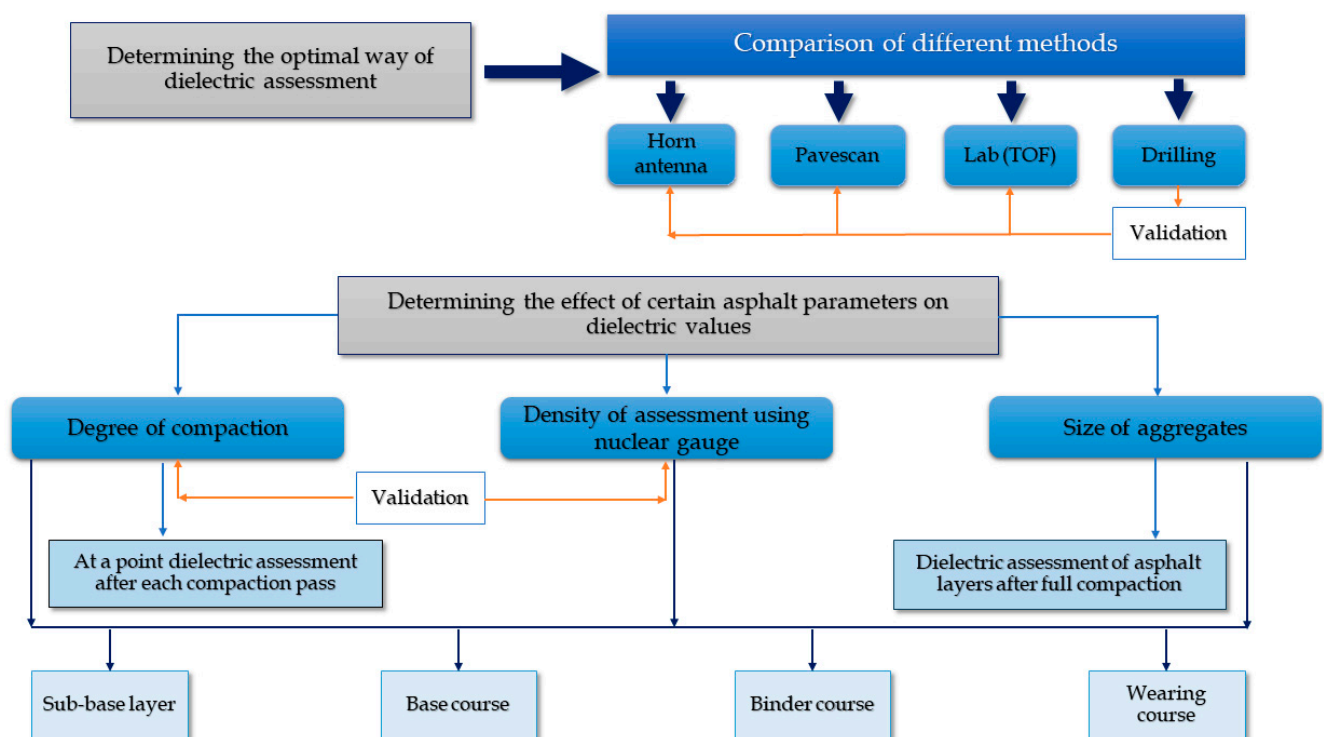 Determining the optimal way of
dielectric assessment
Comparison of different methods
Horn
antenna
Pavescan
Lab (TOF)
Drilling
Validation
Determining the effect of certain asphalt parameters on
dielectric values
Degree of compaction
Density of assessment using
nuclear gauge
Size of aggregates
Validation
At a point dielectric assessment
after each compaction pass
Dielectric assessment of asphalt
layers after full compaction
Sub-base layer
Base course
Binder course
Wearing
course